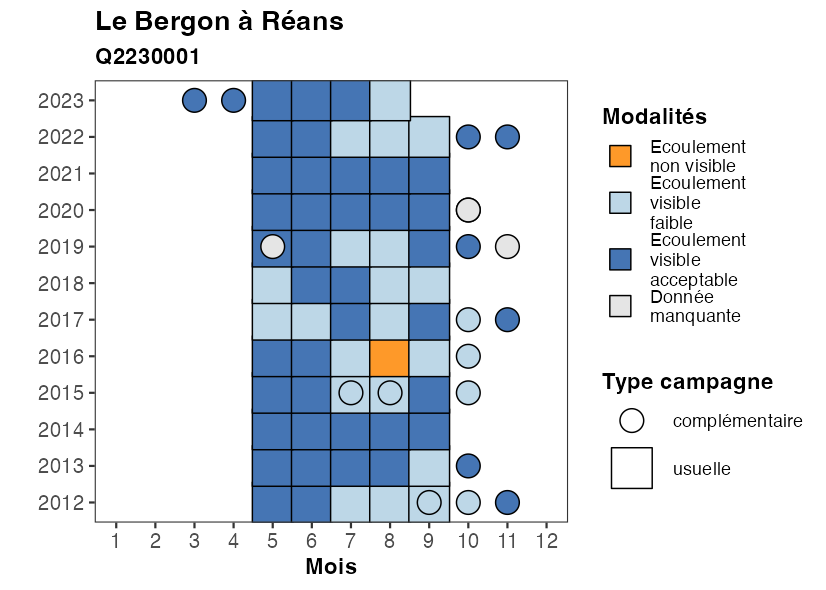 Le Bergon à Réans
Q2230001
2023
2022
2021
2020
2019
2018
2017
2016
2015
2014
2013
2012
1 2 3 4 5 6 7 8 9 10 11 12
Mois
Modalités
Ecoulement
non visible
Ecoulement
visible
faible
Ecoulement
visible
acceptable
Donnée
manquante
Type campagne
complémentaire
usuelle